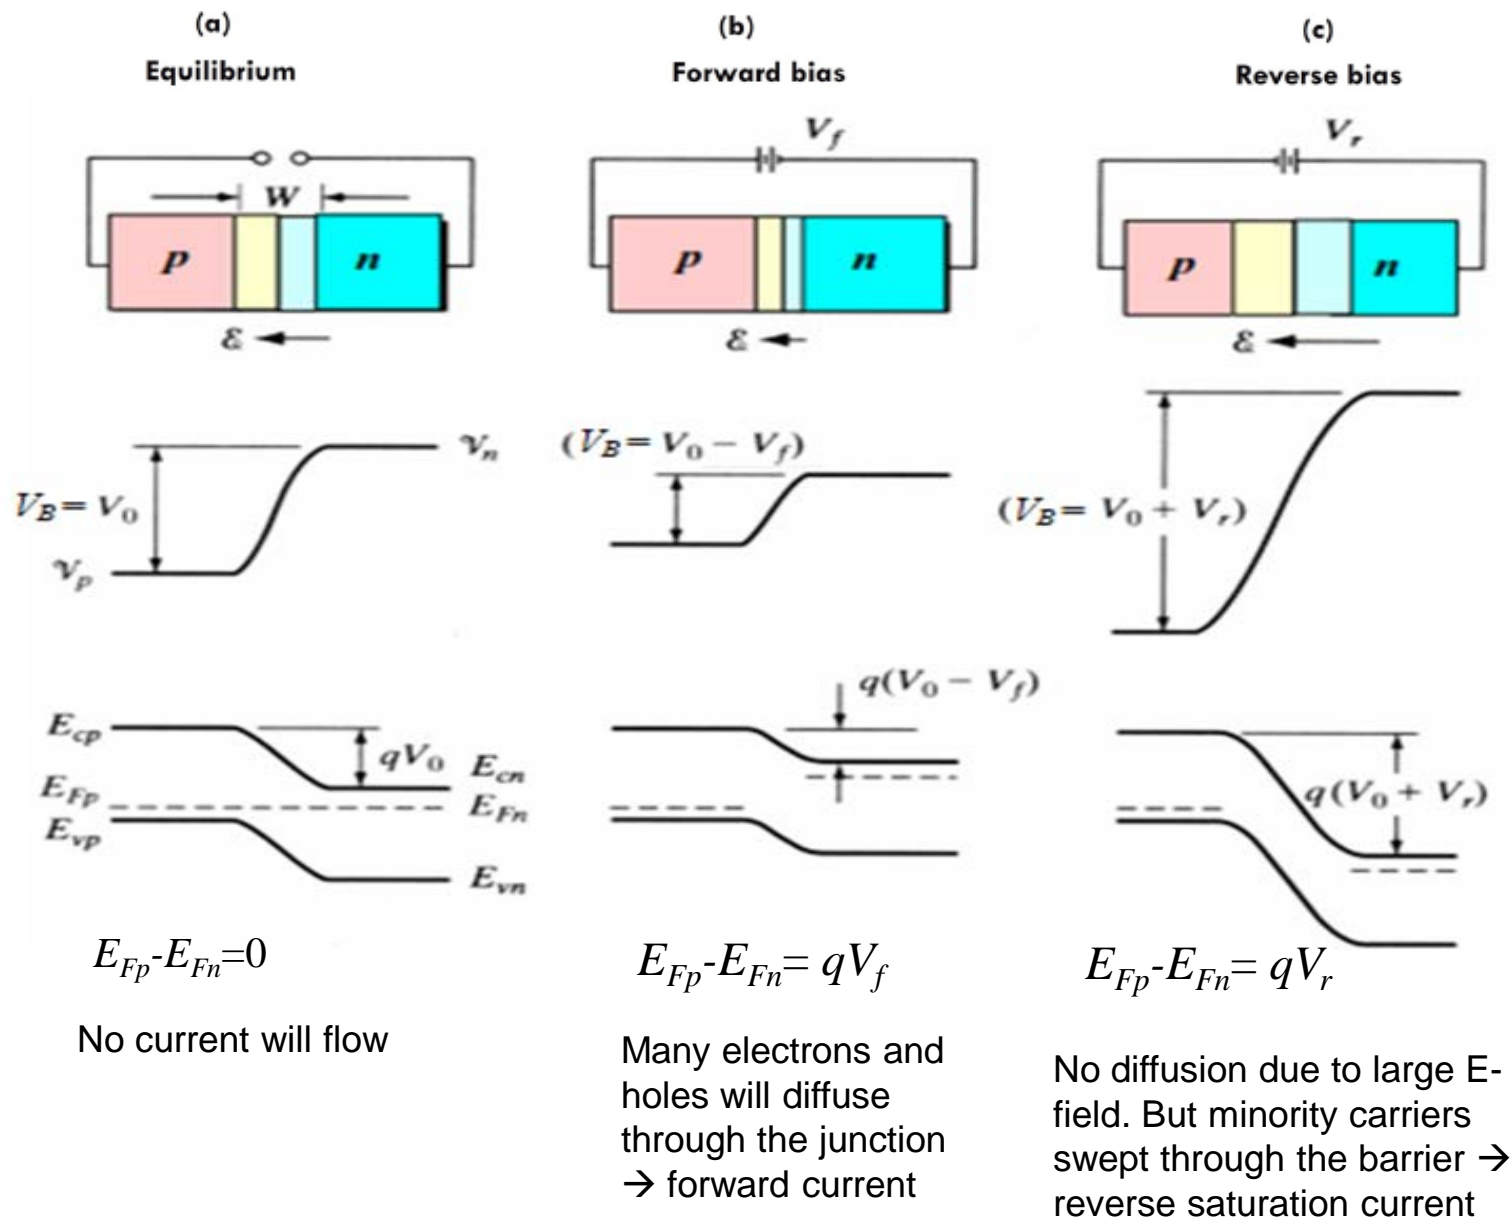 (a)
Equilibrium
W
p
n
ℰ
V_B = V_0
𝒱_n
𝒱_p
E_cp
qV_0
E_cn
E_Fp
E_Fn
E_vp
E_vn
E_Fp-E_Fn=0
No current will flow
(b)
Forward bias
V_f
p
n
ℰ
(V_B = V_0 − V_f)
q(V_0 − V_f)
E_Fp-E_Fn= qV_f
Many electrons and
holes will diffuse
through the junction
→ forward current
(c)
Reverse bias
V_r
p
n
ℰ
(V_B = V_0 + V_r)
q(V_0 + V_r)
E_Fp-E_Fn= qV_r
No diffusion due to large E-
field. But minority carriers
swept through the barrier →
reverse saturation current